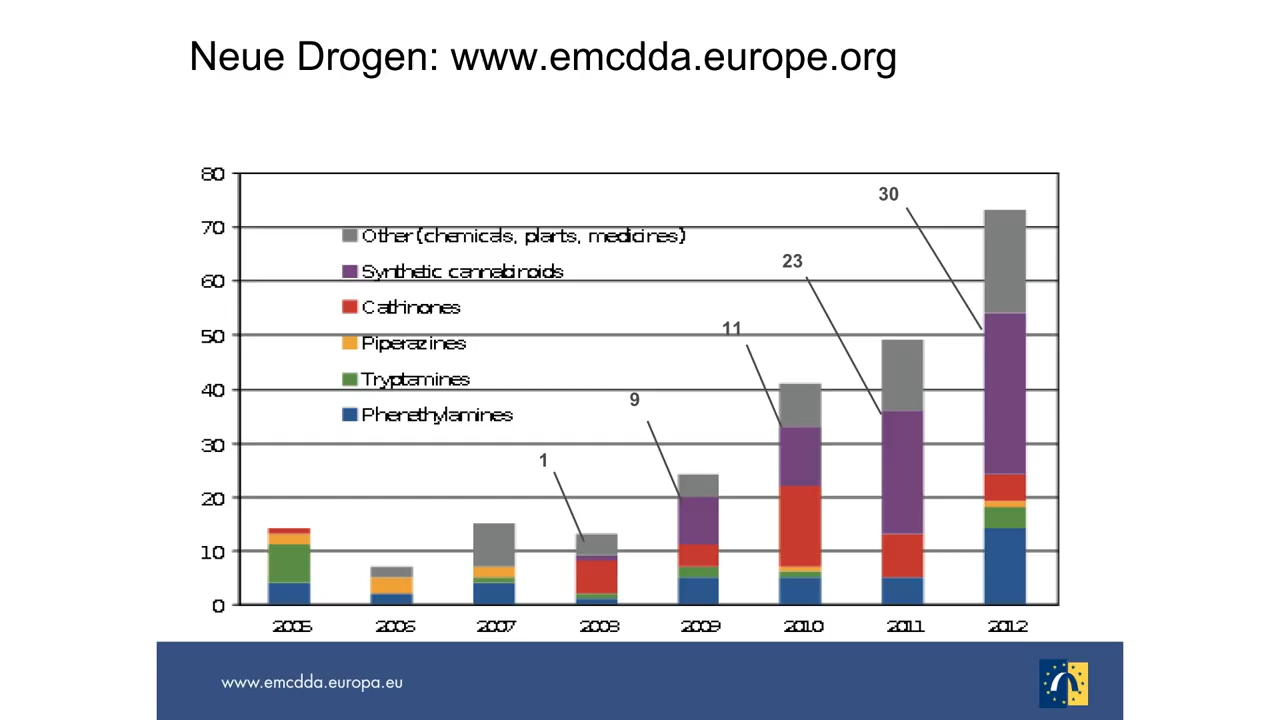 Neue Drogen: www.emcdda.europe.org
80
70
60
50
40
30
20
10
0
Other (chemicals, plants, medicines)
Synthetic cannabinoids
Cathinones
Piperazines
Tryptamines
Phenethylamines
1
9
11
23
30
2005 2006 2007 2008 2009 2010 2011 2012
www.emcdda.europa.eu